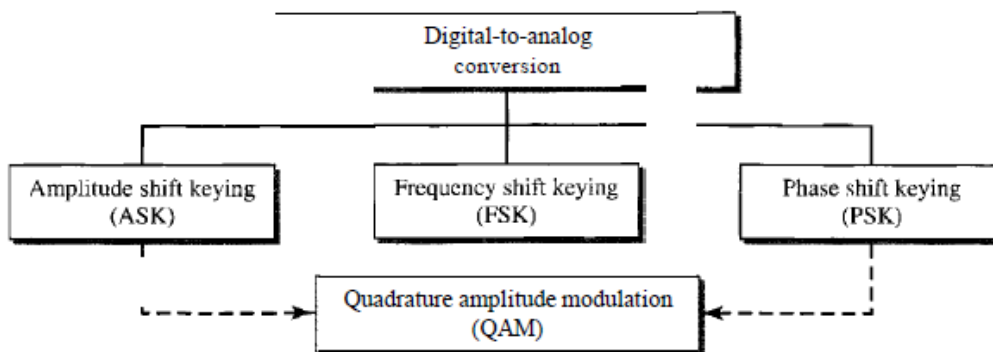 Digital-to-analog
conversion
Amplitude shift keying
(ASK)
Frequency shift keying
(FSK)
Phase shift keying
(PSK)
Quadrature amplitude modulation
(QAM)